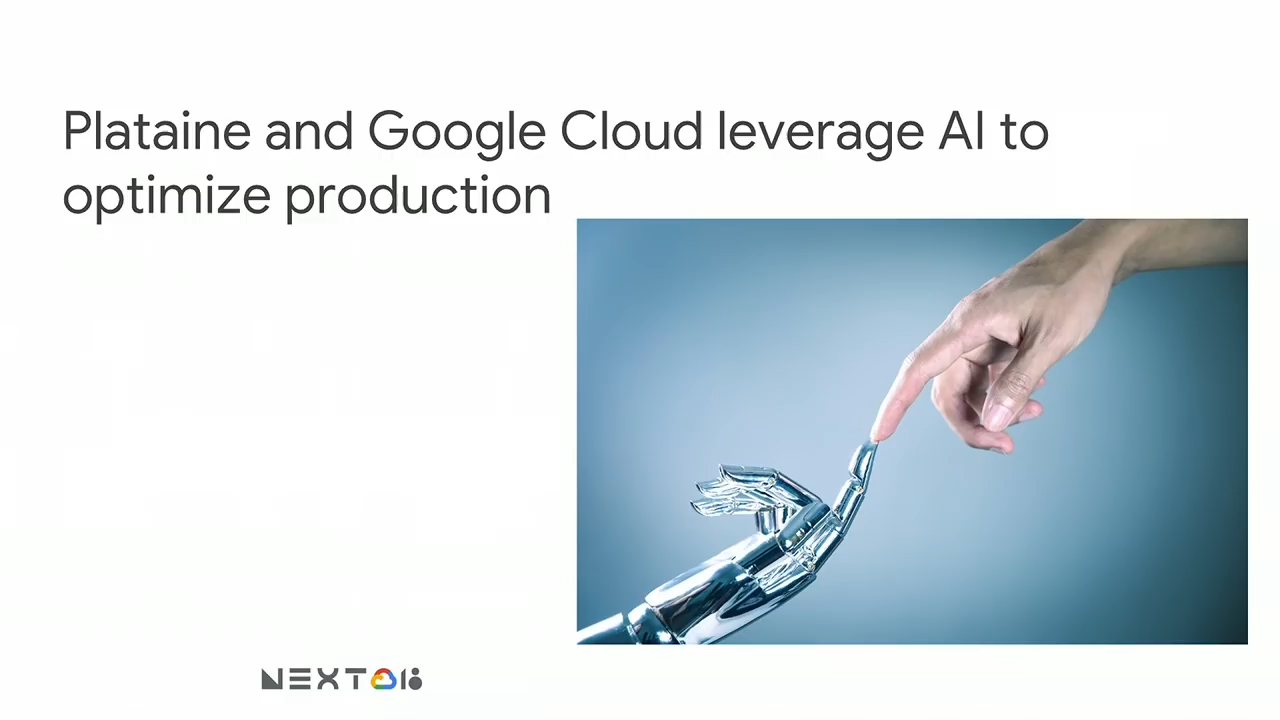 Plataine and Google Cloud leverage AI to
optimize production
NEXT 18